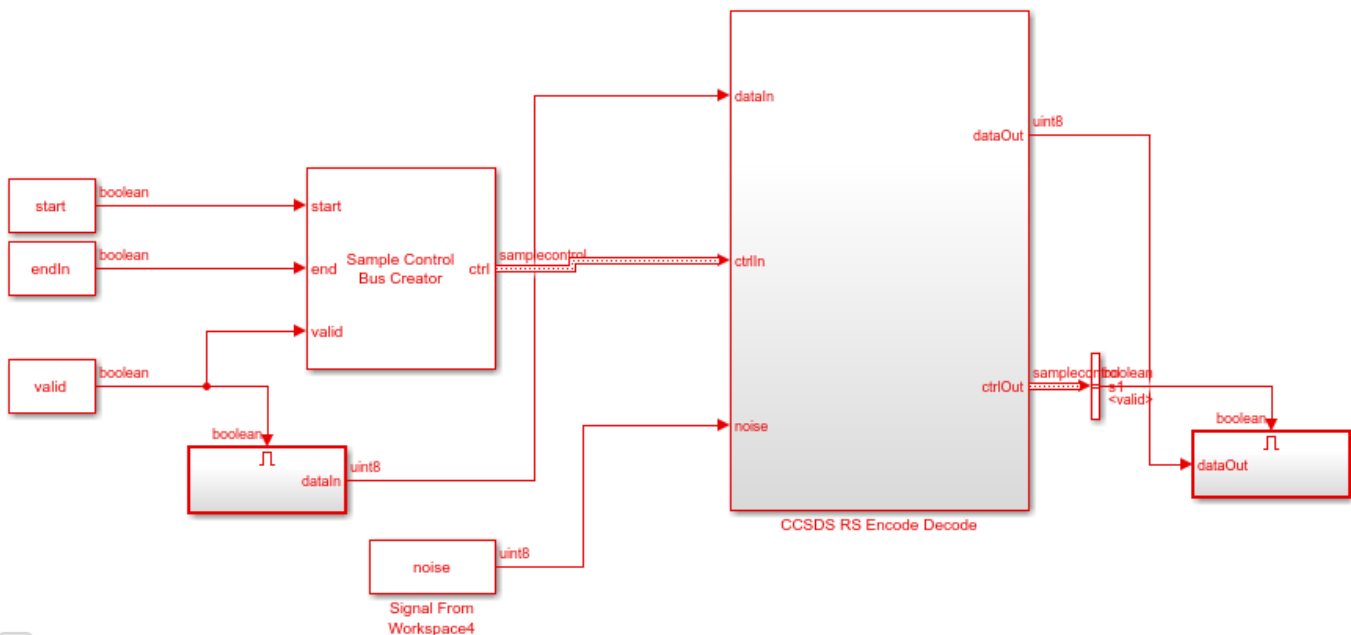 dataIn
uint8
dataOut
boolean
start
start
boolean
endIn
end
Sample Control
Bus Creator
ctrl
samplecontrol
ctrlIn
valid
boolean
valid
ctrlOut
samplecontrol
boolean
s1
<valid>
boolean
boolean
noise
dataOut
uint8
dataIn
CCSDS RS Encode Decode
uint8
noise
Signal From
Workspace4